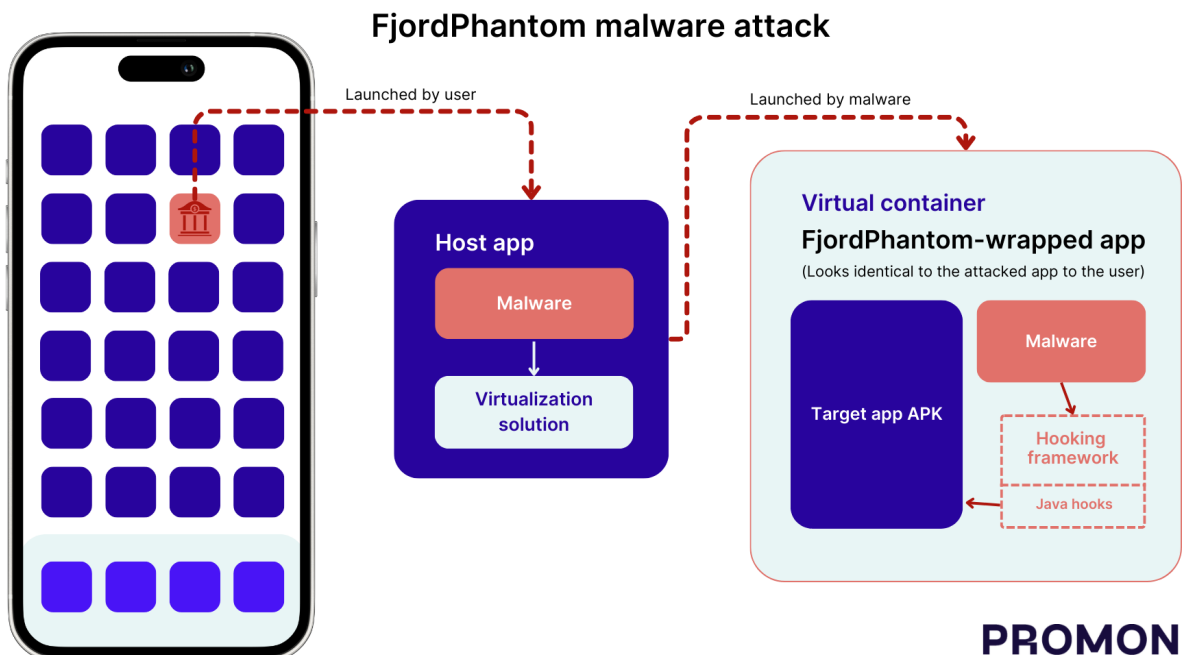 FjordPhantom malware attack
Launched by user
Launched by malware
Host app
Malware
Virtualization
solution
Virtual container
FjordPhantom-wrapped app
(Looks identical to the attacked app to the user)
Target app APK
Malware
Hooking
framework
Java hooks
PROMON